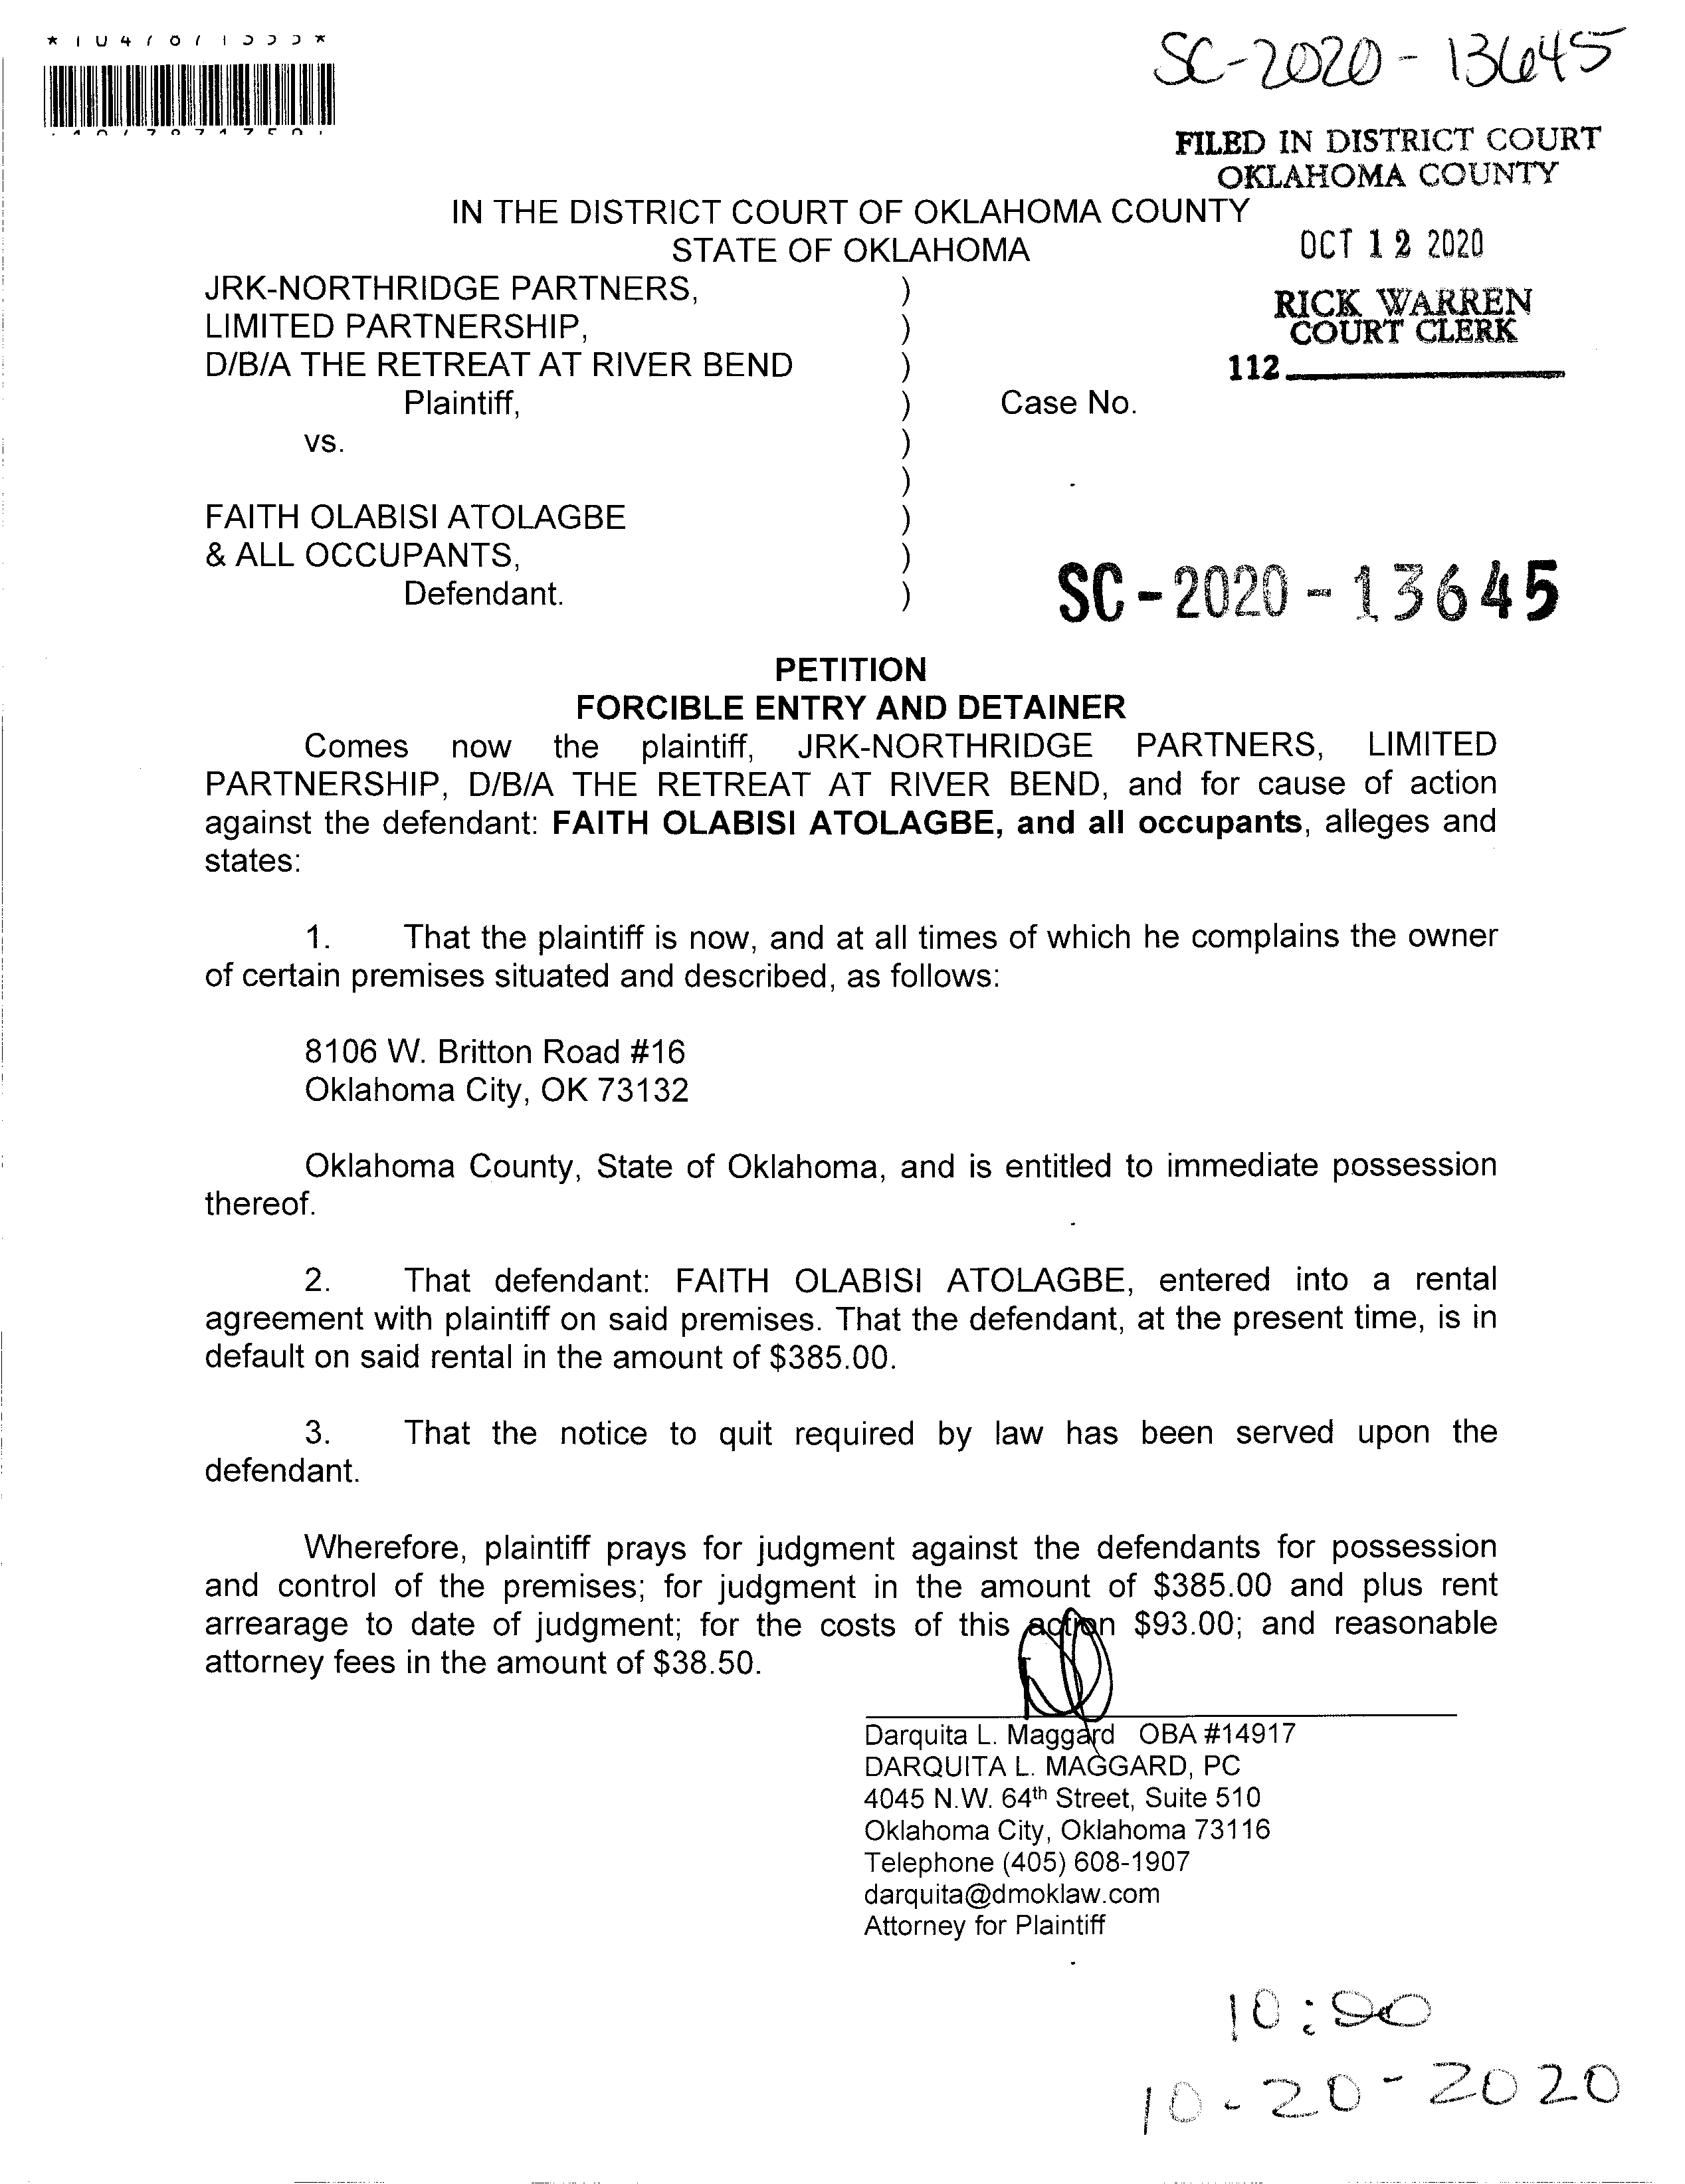 SC-2020-13645
FILED IN DISTRICT COURT
OKLAHOMA COUNTY
IN THE DISTRICT COURT OF OKLAHOMA COUNTY
STATE OF OKLAHOMA
OCT 12 2020
JRK-NORTHRIDGE PARTNERS, )
LIMITED PARTNERSHIP, )
D/B/A THE RETREAT AT RIVER BEND )
RICK WARREN
COURT CLERK
112
Plaintiff, ) Case No.
vs. )
)
FAITH OLABISI ATOLAGBE )
& ALL OCCUPANTS, )
Defendant. )
SC-2020-13645
PETITION
FORCIBLE ENTRY AND DETAINER
Comes now the plaintiff, JRK-NORTHRIDGE PARTNERS, LIMITED
PARTNERSHIP, D/B/A THE RETREAT AT RIVER BEND, and for cause of action
against the defendant: FAITH OLABISI ATOLAGBE, and all occupants, alleges and
states:
1. That the plaintiff is now, and at all times of which he complains the owner
of certain premises situated and described, as follows:
8106 W. Britton Road #16
Oklahoma City, OK 73132
Oklahoma County, State of Oklahoma, and is entitled to immediate possession
thereof.
2. That defendant: FAITH OLABISI ATOLAGBE, entered into a rental
agreement with plaintiff on said premises. That the defendant, at the present time, is in
default on said rental in the amount of $385.00.
3. That the notice to quit required by law has been served upon the
defendant.
Wherefore, plaintiff prays for judgment against the defendants for possession
and control of the premises; for judgment in the amount of $385.00 and plus rent
arrearage to date of judgment; for the costs of this action $93.00; and reasonable
attorney fees in the amount of $38.50.
Darquita L. Maggard OBA #14917
DARQUITA L. MAGGARD, PC
4045 N.W. 64th Street, Suite 510
Oklahoma City, Oklahoma 73116
Telephone (405) 608-1907
darquita@dmoklaw.com
Attorney for Plaintiff
10-20-2020